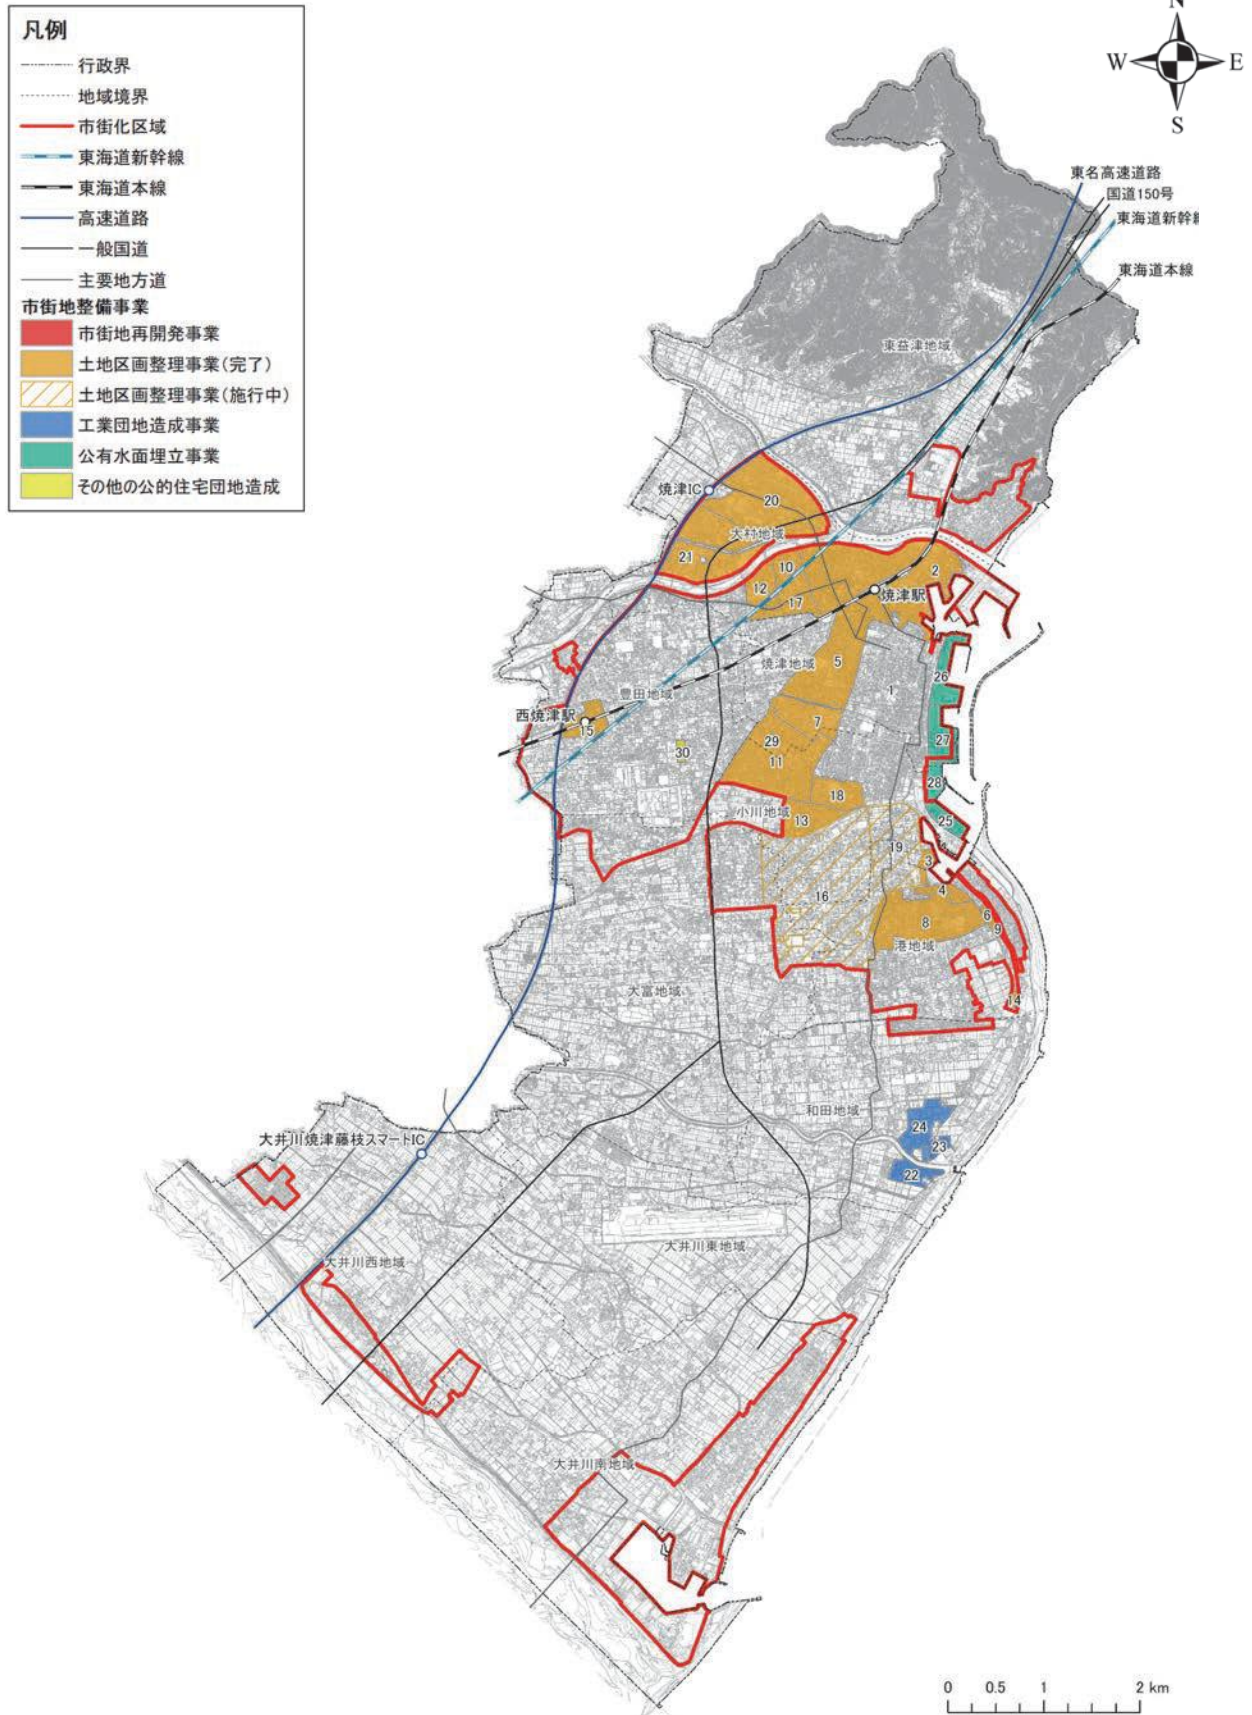 凡例
行政界
地域境界
市街化区域
東海道新幹線
東海道本線
高速道路
一般国道
主要地方道
市街地整備事業
市街地再開発事業
土地区画整理事業(完了)
土地区画整理事業(施行中)
工業団地造成事業
公有水面埋立事業
その他の公的住宅団地造成
N
W E
S
東名高速道路
国道150号
東海道新幹
東海道本線
東益津地域
焼津IC
20
大村地域
21
10
2
12
焼津駅
17
焼津地域
5
26
1
豊田地域
西焼津駅
15
7
27
29
30
11
28
18
小川地域
13
25
19
3
4
16
6
8
9
港地域
大富地域
14
和田地域
24
23
22
大井川焼津藤枝スマートIC
大井川東地域
大井川西地域
大井川南地域
0 0.5 1 2 km